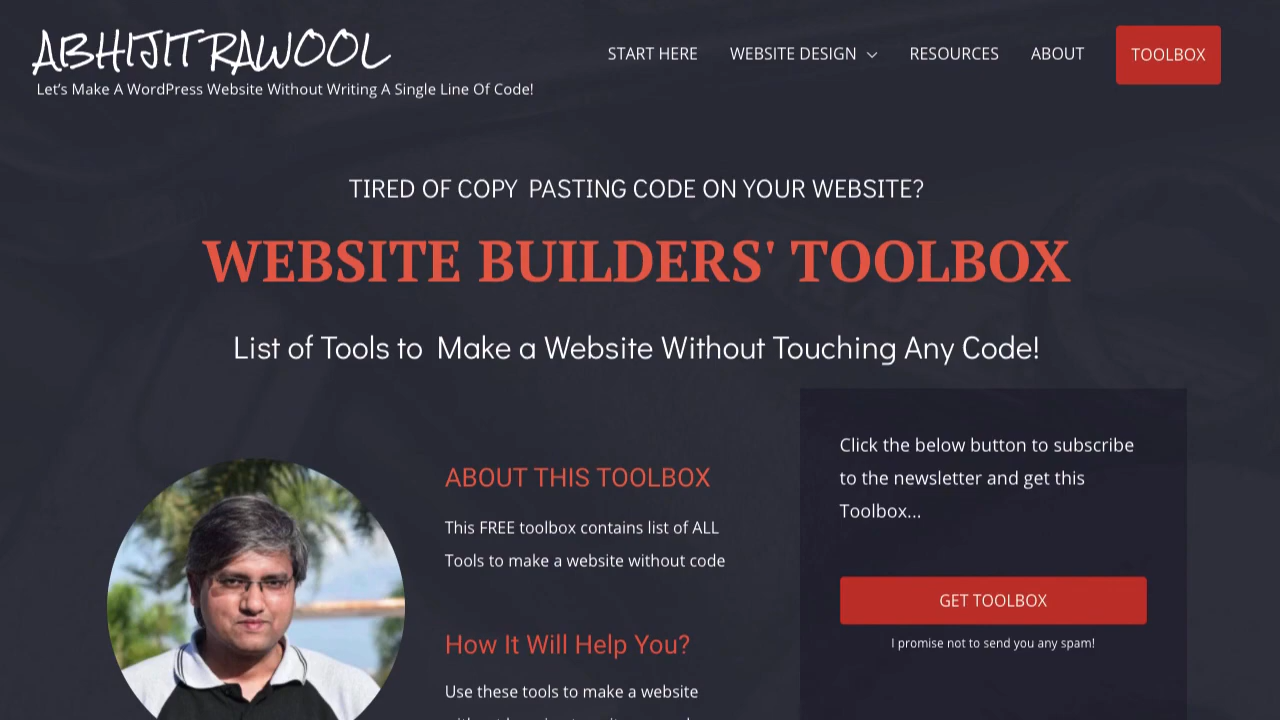 ABHIJIT RAWOOL
Let's Make A WordPress Website Without Writing A Single Line Of Code!
START HERE
WEBSITE DESIGN
RESOURCES
ABOUT
TOOLBOX
TIRED OF COPY PASTING CODE ON YOUR WEBSITE?
WEBSITE BUILDERS' TOOLBOX
List of Tools to Make a Website Without Touching Any Code!
ABOUT THIS TOOLBOX
This FREE toolbox contains list of ALL
Tools to make a website without code
How It Will Help You?
Use these tools to make a website
Click the below button to subscribe
to the newsletter and get this
Toolbox...
GET TOOLBOX
I promise not to send you any spam!